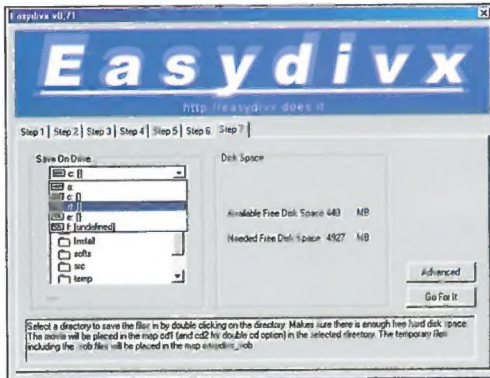 Easydivx v0,71
Easydivx
http://easydivx.does.it
Step 1 Step 2 Step 3 Step 4 Step 5 Step 6 Step 7
Save On Drive
c: []
a:
c: []
d: []
e: []
f: [undefined]
Install
softs
src
temp
Disk Space
Available Free Disk Space 443 MB
Needed Free Disk Space 4927 MB
Advanced
Go For It
Select a directory to save the files in by double clicking on the directory. Makes sure there is enough free hard disk space.
The movie will be placed in the map cd1 (and cd2 for double cd option) in the selected directory. The temporary files
including the vob files will be placed in the map easydivx_vob